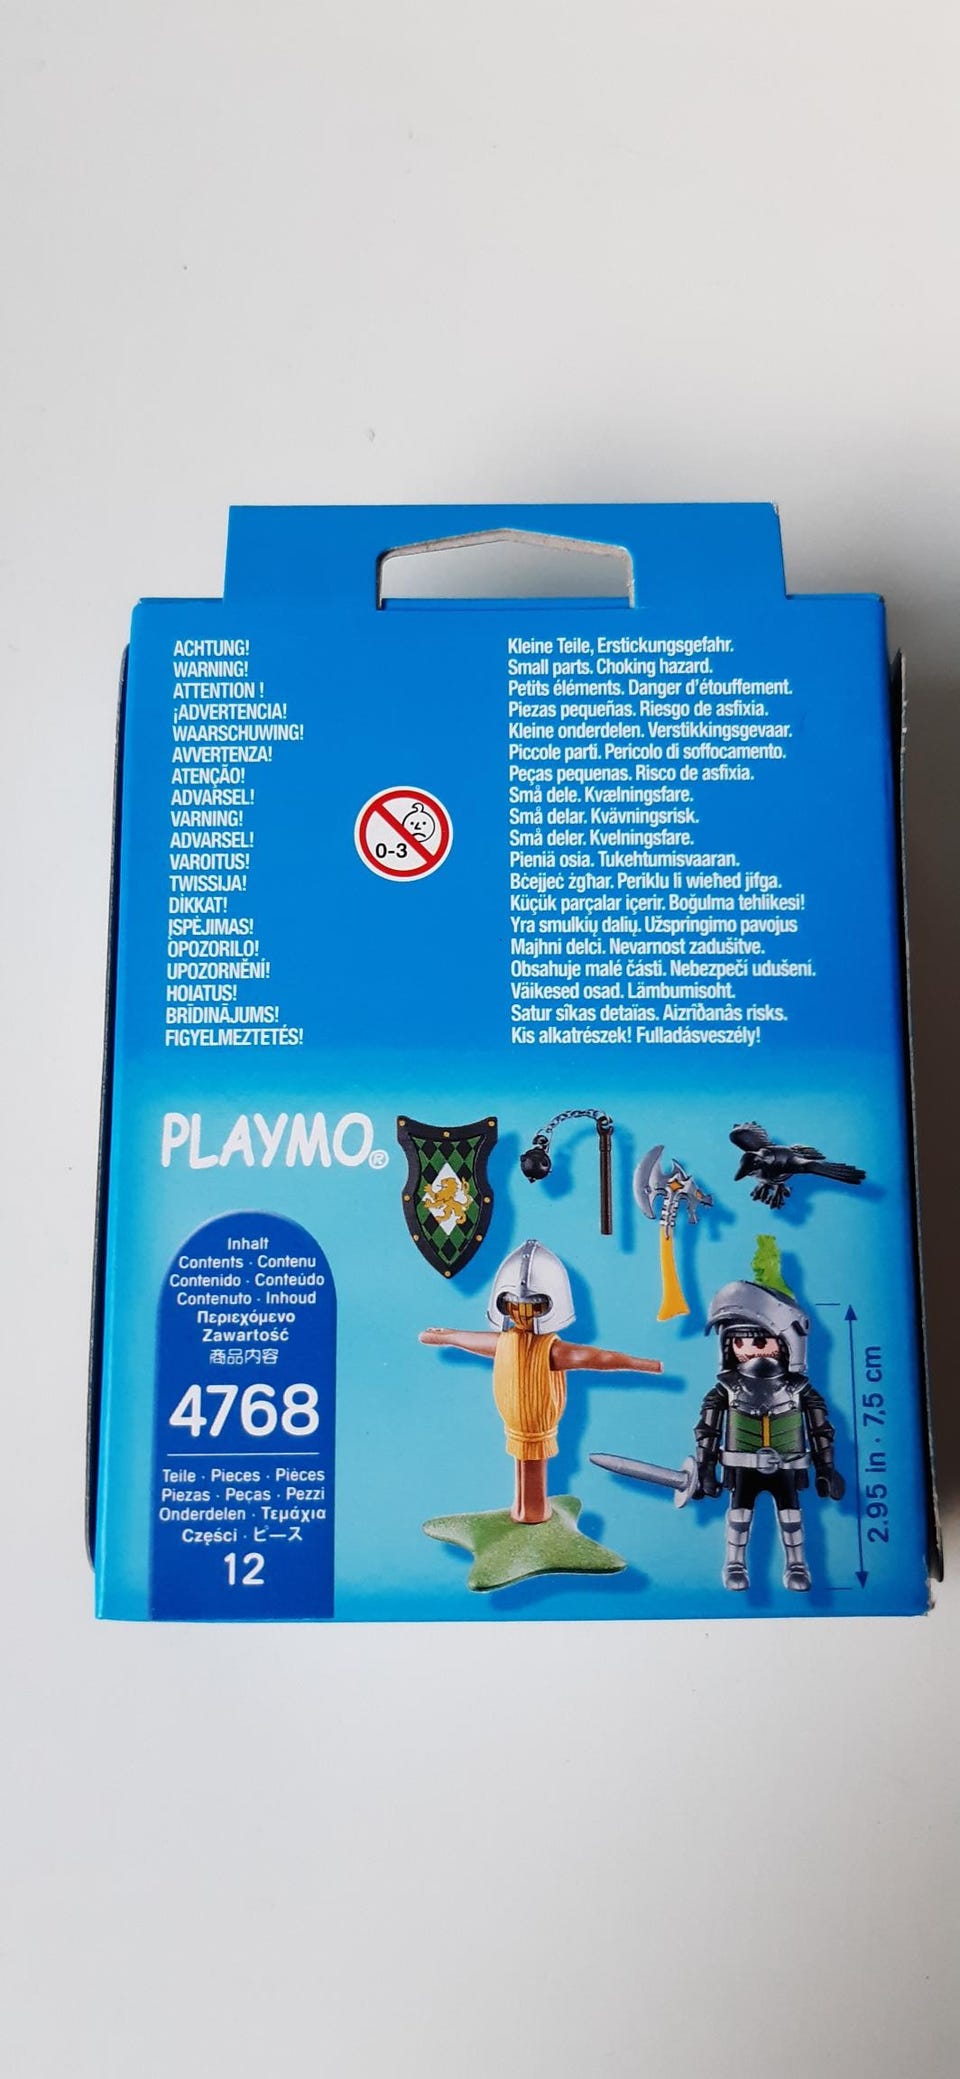 ACHTUNG!
WARNING!
ATTENTION !
¡ADVERTENCIA!
WAARSCHUWING!
AVVERTENZA!
ATENÇÃO!
ADVARSEL!
VARNING!
ADVARSEL!
VAROITUS!
TWISSIJA!
DİKKAT!
ĮSPĖJIMAS!
OPOZORILO!
UPOZORNĚNÍ!
HOIATUS!
BRĪDINĀJUMS!
FIGYELMEZTETÉS!
0-3
Kleine Teile, Erstickungsgefahr.
Small parts. Choking hazard.
Petits éléments. Danger d'étouffement.
Piezas pequeñas. Riesgo de asfixia.
Kleine onderdelen. Verstikkingsgevaar.
Piccole parti. Pericolo di soffocamento.
Peças pequenas. Risco de asfixia.
Små dele. Kvælningsfare.
Små delar. Kvävningsrisk.
Små deler. Kvelningsfare.
Pieniä osia. Tukehtumisvaaran.
Bċejjeċ żgħar. Periklu li wieħed jifga.
Küçük parçalar içerir. Boğulma tehlikesi!
Yra smulkių dalių. Užspringimo pavojus
Majhni delci. Nevarnost zadušitve.
Obsahuje malé části. Nebezpečí udušení.
Väikesed osad. Lämbumisoht.
Satur sîkas detaïas. Aizrîðanâs risks.
Kis alkatrészek! Fulladásveszély!
PLAYMO®
Inhalt
Contents · Contenu
Contenido · Conteúdo
Contenuto · Inhoud
Περιεχόμενο
Zawartość
商品内容
4768
Teile · Pieces · Pièces
Piezas · Peças · Pezzi
Onderdelen · Τεμάχια
Części · ピース
12
2.95 in · 7,5 cm